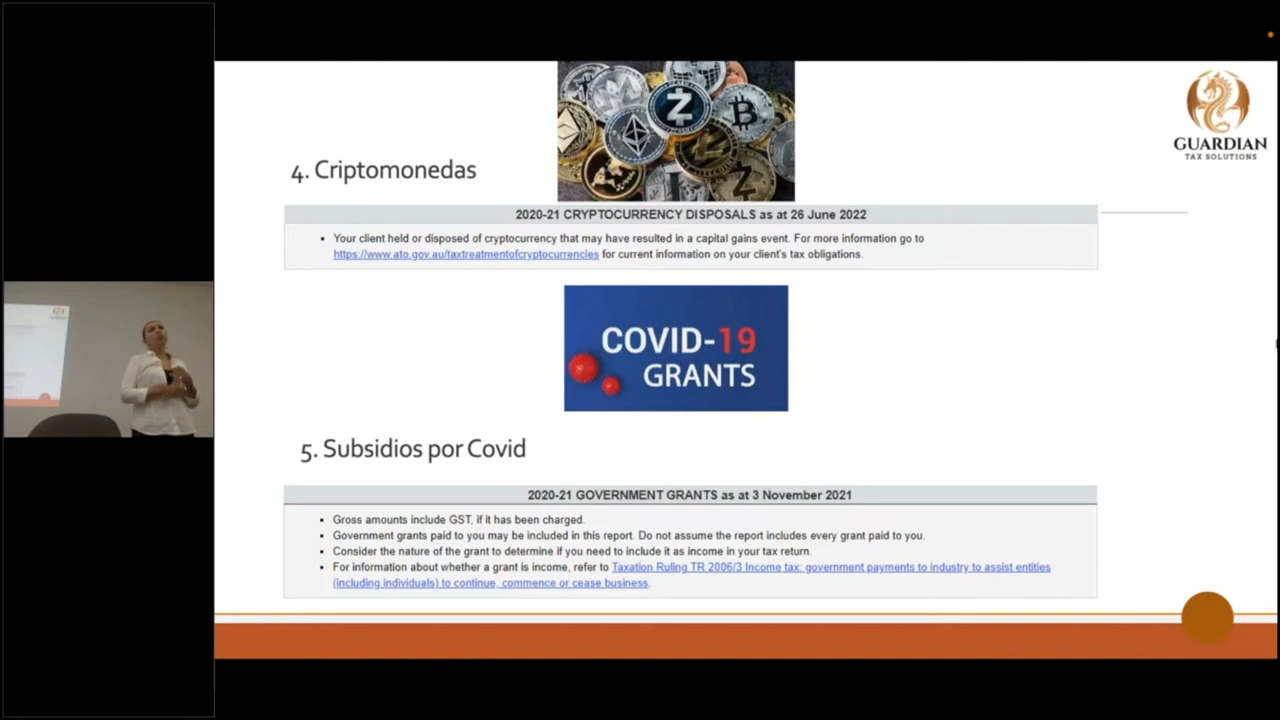 GUARDIAN
TAX SOLUTIONS
4. Criptomonedas
2020-21 CRYPTOCURRENCY DISPOSALS as at 26 June 2022
• Your client held or disposed of cryptocurrency that may have resulted in a capital gains event. For more information go to
https://www.ato.gov.au/taxtreatmentofcryptocurrencies for current information on your client's tax obligations.
COVID-19
GRANTS
5. Subsidios por Covid
2020-21 GOVERNMENT GRANTS as at 3 November 2021
• Gross amounts include GST, if it has been charged.
• Government grants paid to you may be included in this report. Do not assume the report includes every grant paid to you.
• Consider the nature of the grant to determine if you need to include it as income in your tax return.
• For information about whether a grant is income, refer to Taxation Ruling TR 2006/3 Income tax: government payments to industry to assist entities
(including individuals) to continue, commence or cease business.